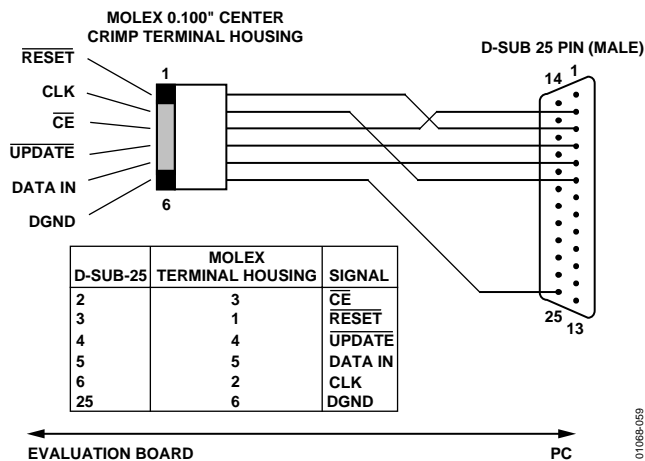 MOLEX 0.100" CENTER
CRIMP TERMINAL HOUSING
D-SUB 25 PIN (MALE)
RESET
CLK
CE
UPDATE
DATA IN
DGND
1
6
14 1
25
13
D-SUB-25 MOLEX TERMINAL HOUSING SIGNAL
2 3 CE
3 1 RESET
4 4 UPDATE
5 5 DATA IN
6 2 CLK
25 6 DGND
EVALUATION BOARD PC
01068-059